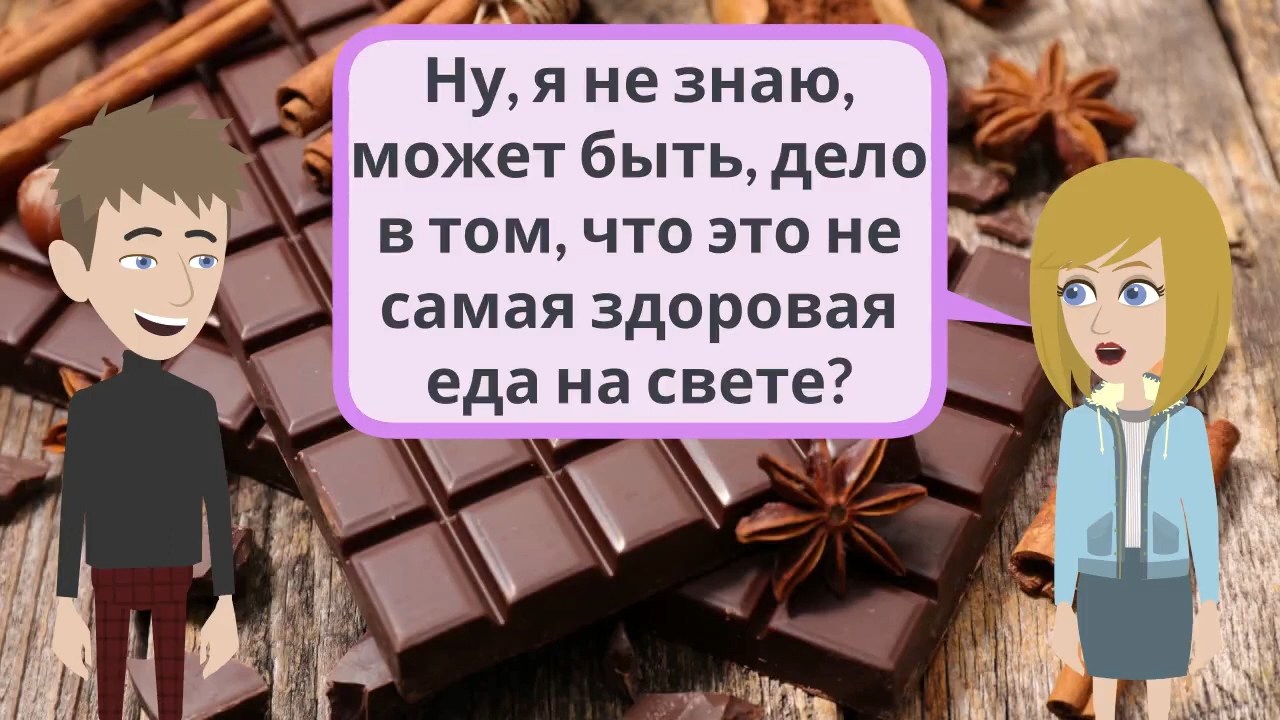 Ну, я не знаю,
может быть, дело
в том, что это не
самая здоровая
еда на свете?